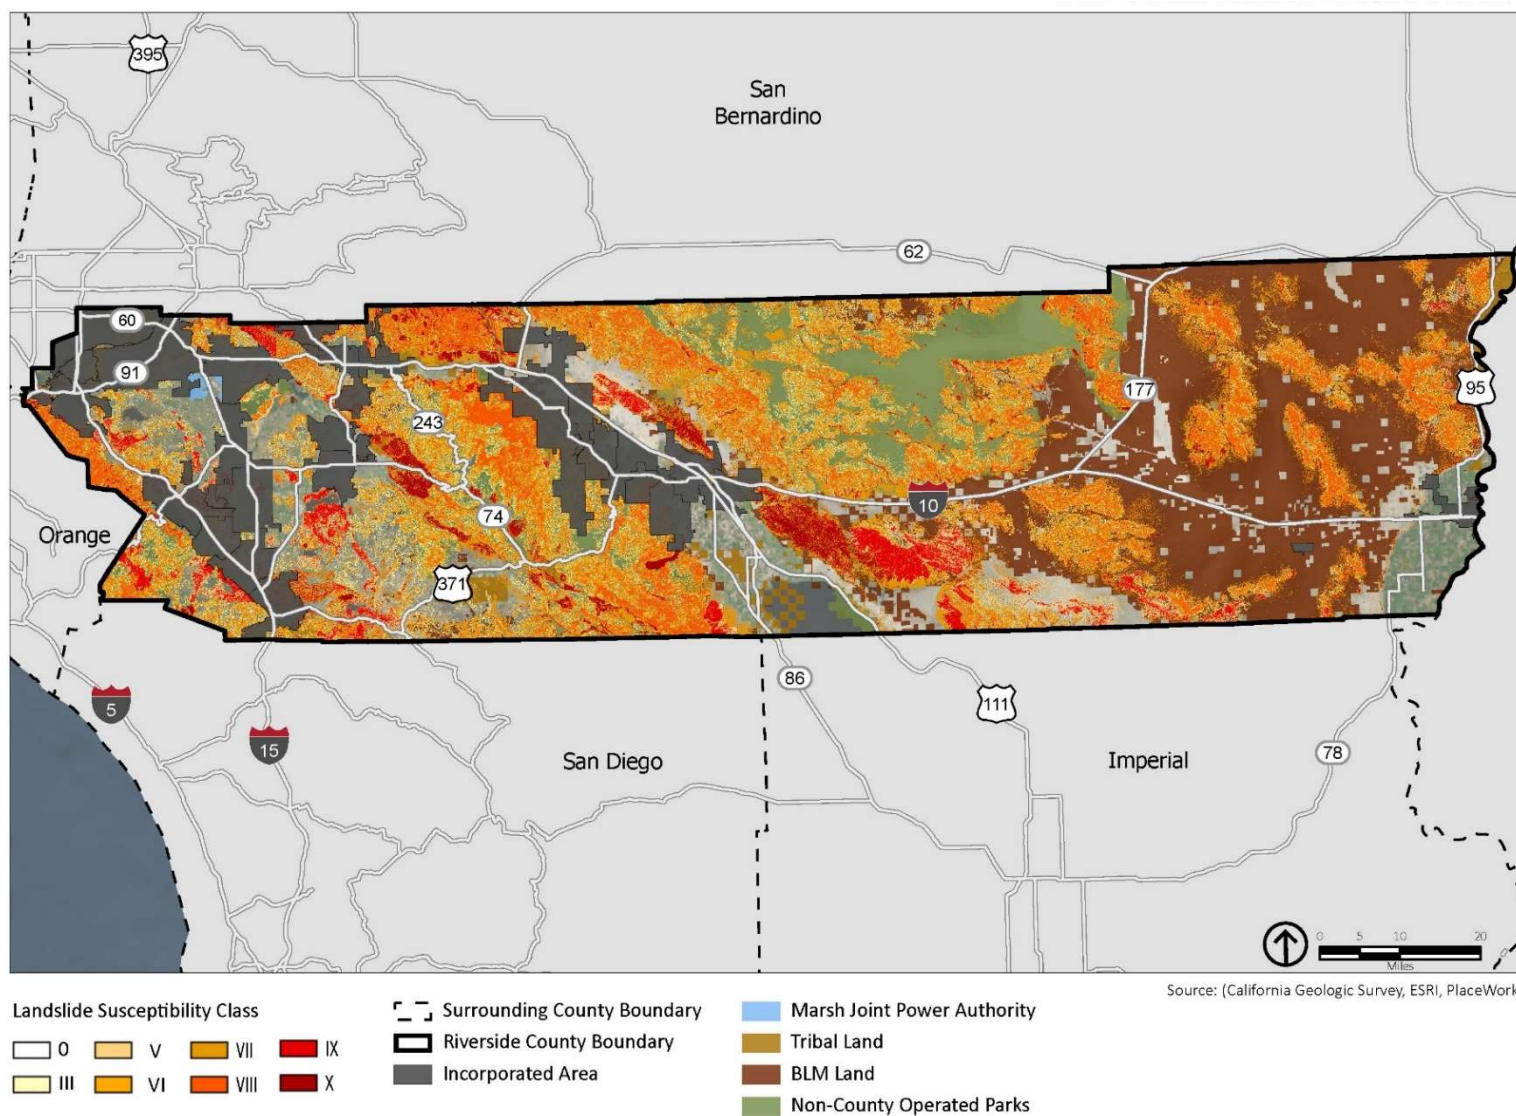 395
San
Bernardino
62
60
91
177
95
243
10
Orange
74
371
5
86
111
15
San Diego
Imperial
78
0 5 10 20
Miles
Source: (California Geologic Survey, ESRI, PlaceWork
Landslide Susceptibility Class
0 V VII IX
III VI VIII X
Surrounding County Boundary
Riverside County Boundary
Incorporated Area
Marsh Joint Power Authority
Tribal Land
BLM Land
Non-County Operated Parks